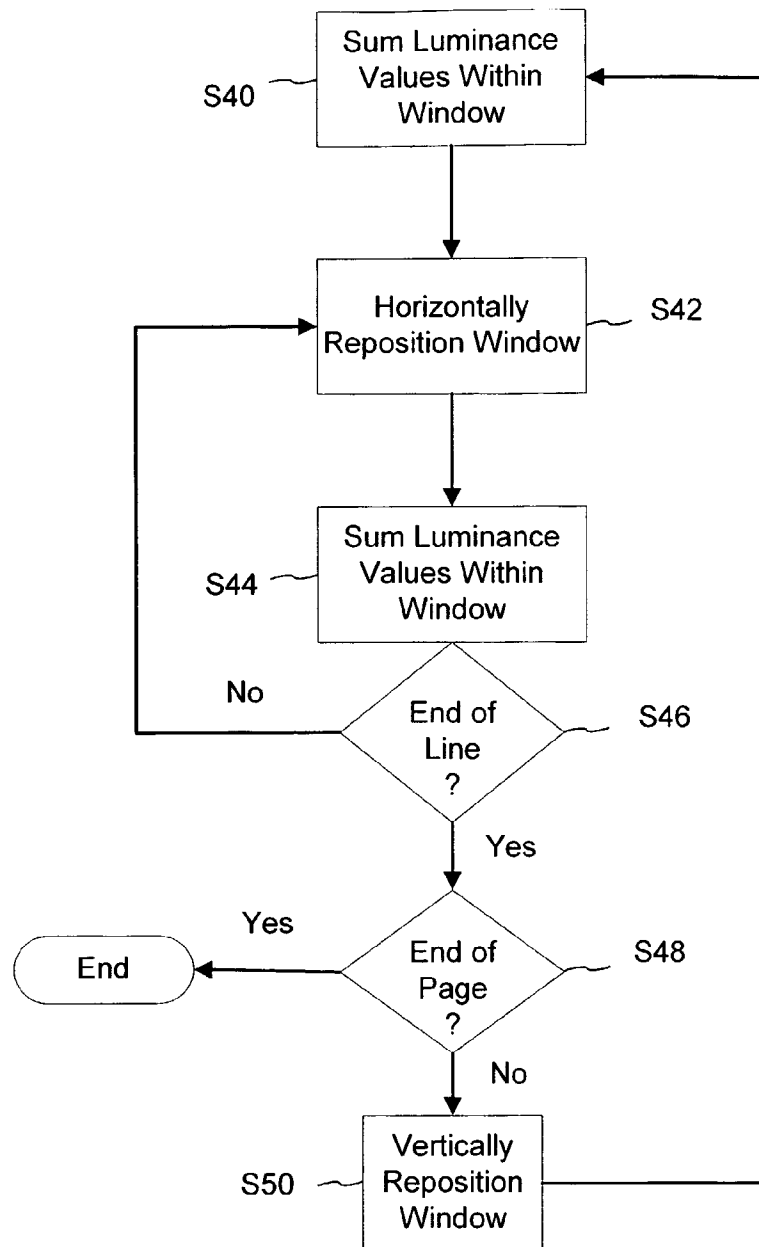 Sum Luminance
Values Within
Window
S40
Horizontally
Reposition Window
S42
Sum Luminance
Values Within
Window
S44
No
End of
Line
?
S46
Yes
Yes
End of
Page
?
S48
End
No
Vertically
Reposition
Window
S50